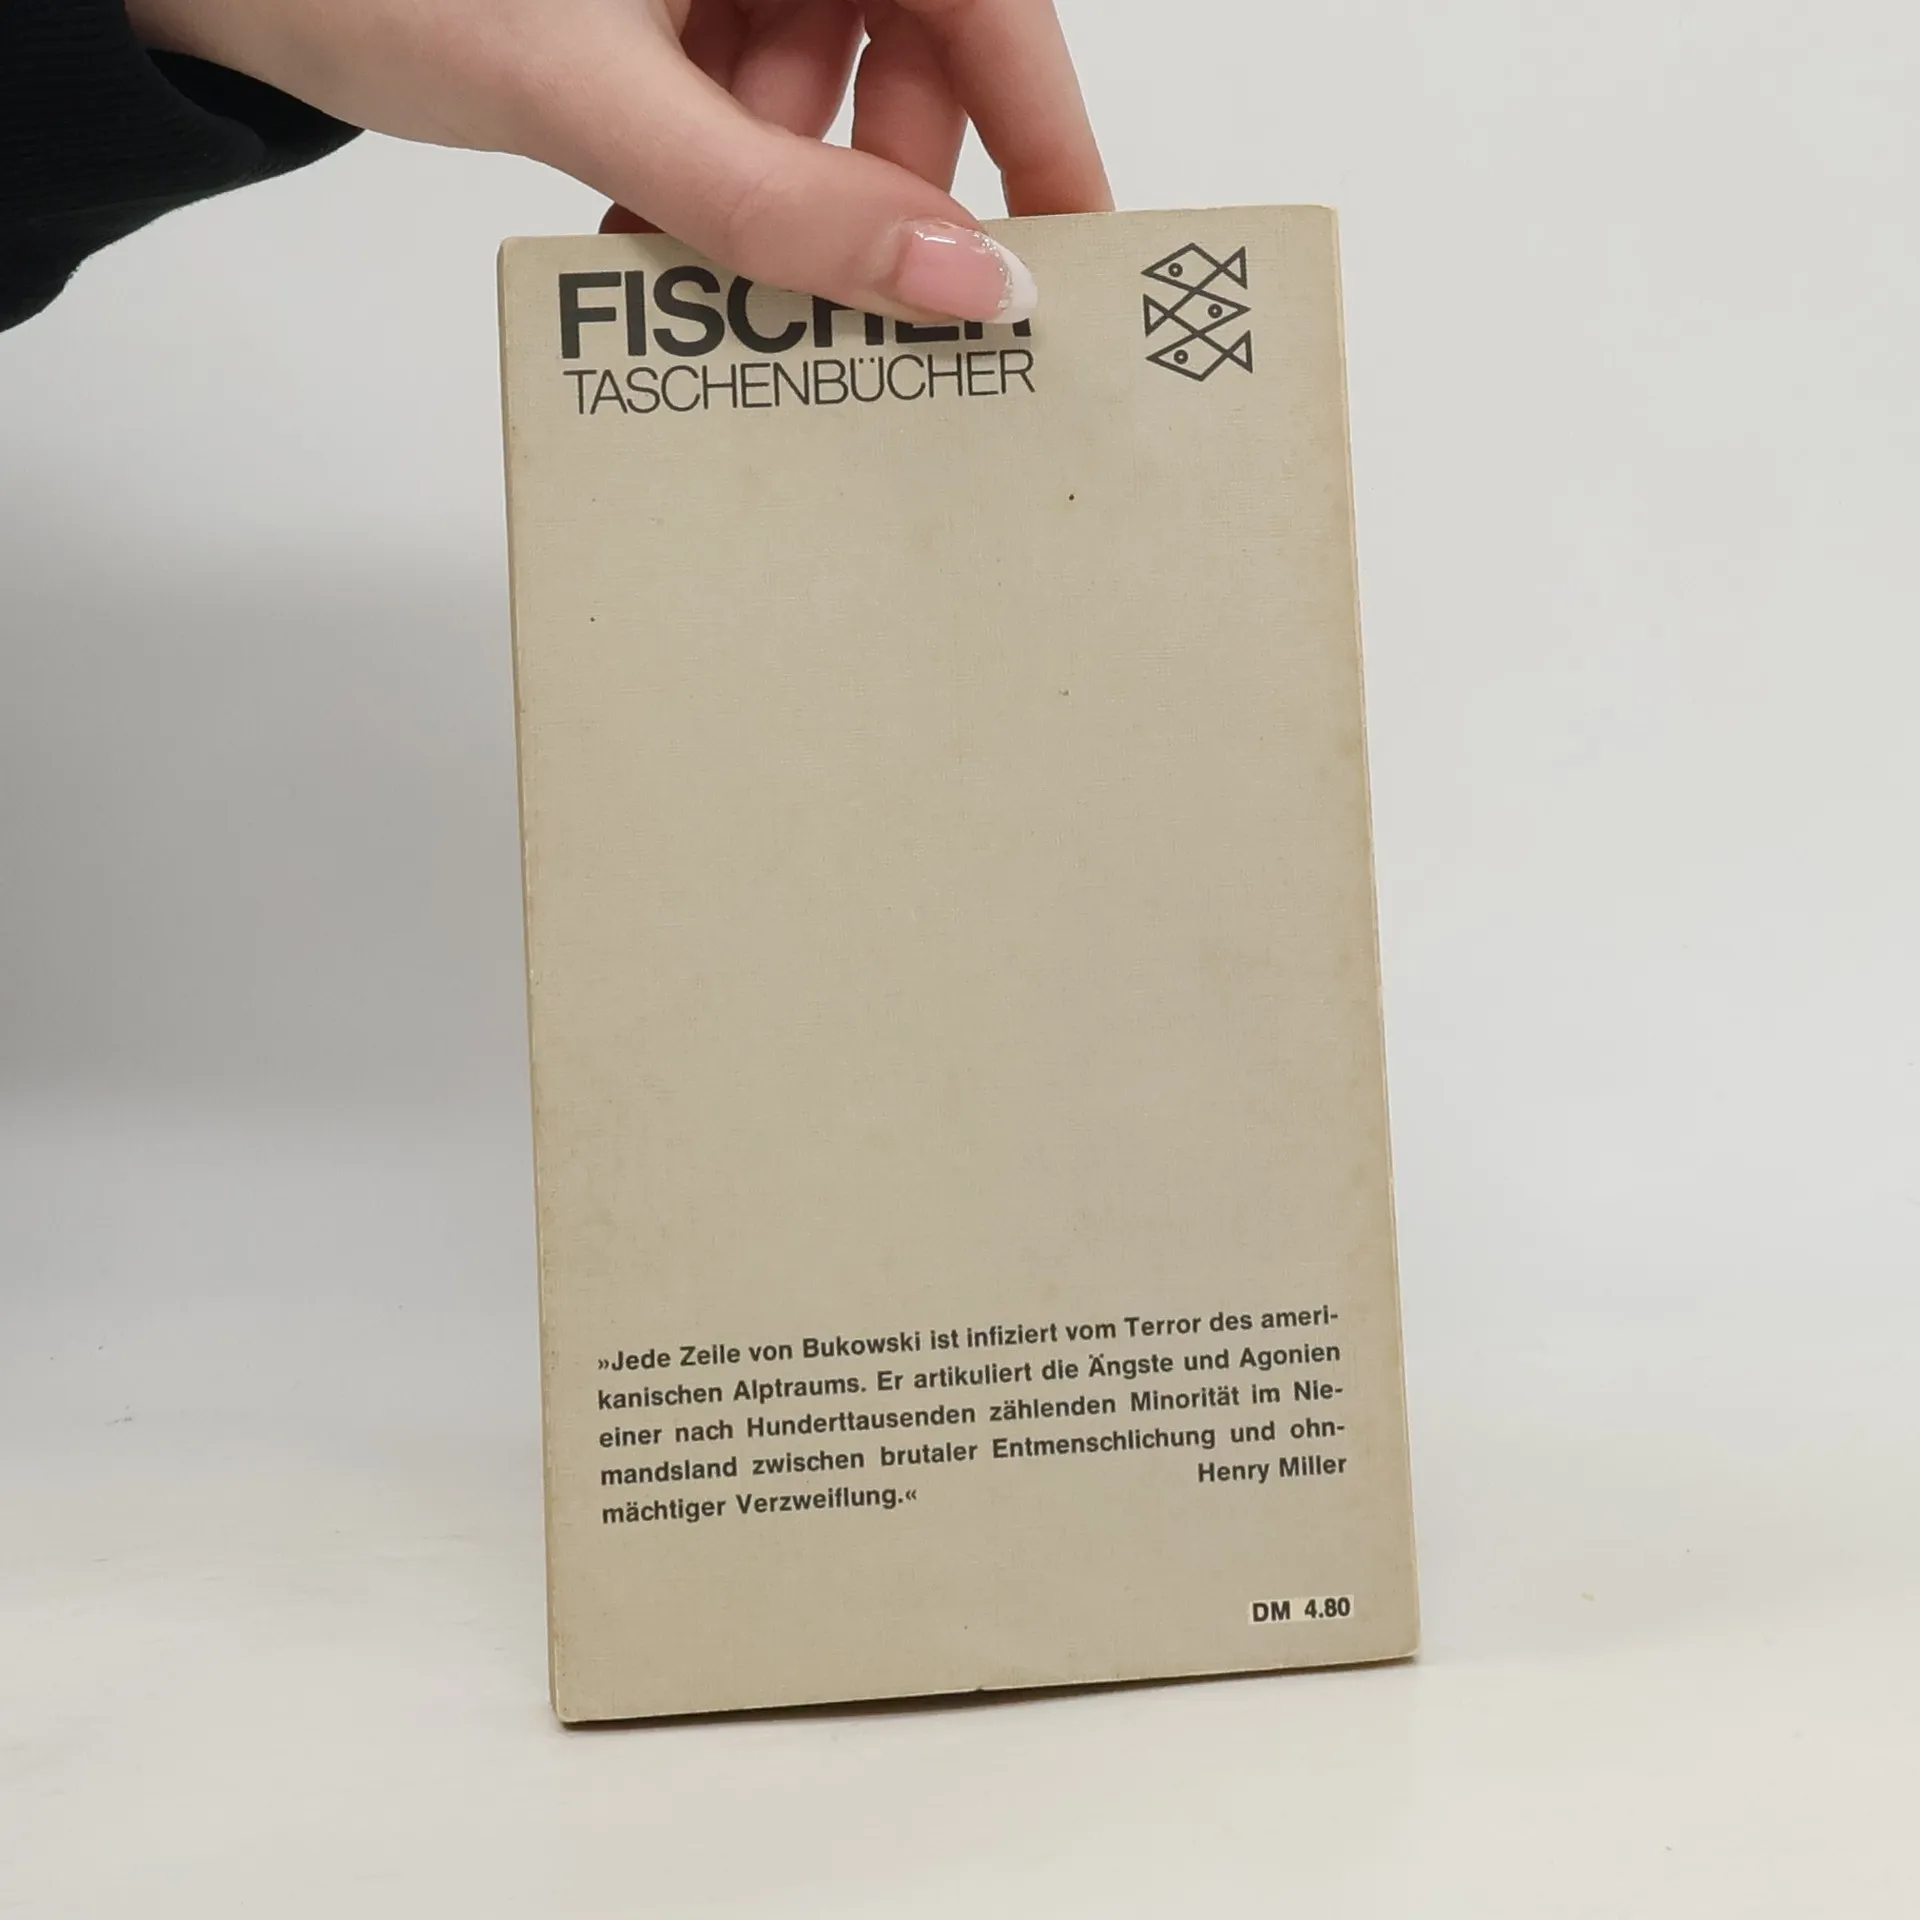 FISCHER
TASCHENBÜCHER
»Jede Zeile von Bukowski ist infiziert vom Terror des ameri-
kanischen Alptraums. Er artikuliert die Ängste und Agonien
einer nach Hunderttausenden zählenden Minorität im Nie-
mandsland zwischen brutaler Entmenschlichung und ohn-
mächtiger Verzweiflung.«
Henry Miller
DM 4.80